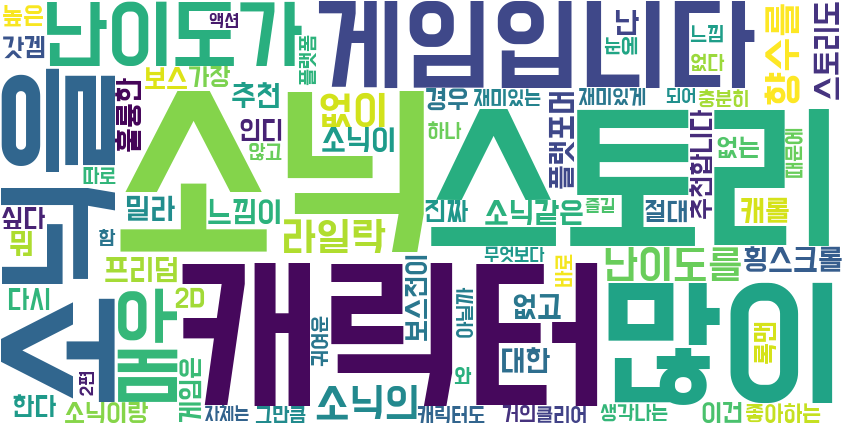 높은
난이도가
게임입니다
액션
난
눈에
느낌
없다
향수를
스토리도
갓겜
보스
가장
플랫폼
소닉을
훌륭한
추천
없이
경우
재미있는
재미있게
되어
충분히
소닉
스토리
인디
소닉이
하나
플랫포머
추천합니다
때문에
없는
않고
따로
싶다
밀라
느낌이
진짜
소닉같은
즐길
절대
캐롤
뭐
함
라일락
무엇보다
난이도를
횡스크롤
프리덤
캐릭터
보스전이
바로
많이
다시
2D
매우
없고
아닐까
귀여운
대한
록맨
2편
게임은
와
한다
소닉이랑
자체는
그만큼
소닉의
캐릭터도
거의클리어
생각나는
이건
좋아하는